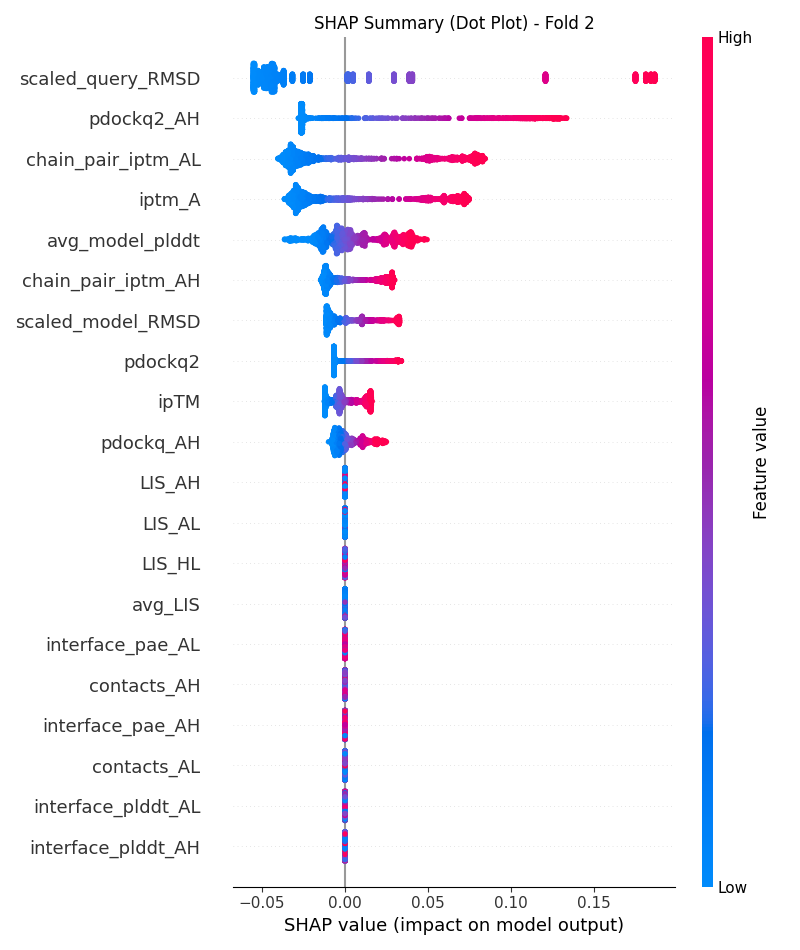 SHAP Summary (Dot Plot) - Fold 2
High
scaled_query_RMSD
pdockq2_AH
chain_pair_iptm_AL
iptm_A
avg_model_plddt
chain_pair_iptm_AH
scaled_model_RMSD
pdockq2
ipTM
pdockq_AH
LIS_AH
LIS_AL
LIS_HL
avg_LIS
interface_pae_AL
contacts_AH
interface_pae_AH
contacts_AL
interface_plddt_AL
interface_plddt_AH
Feature value
Low
−0.05 0.00 0.05 0.10 0.15
SHAP value (impact on model output)